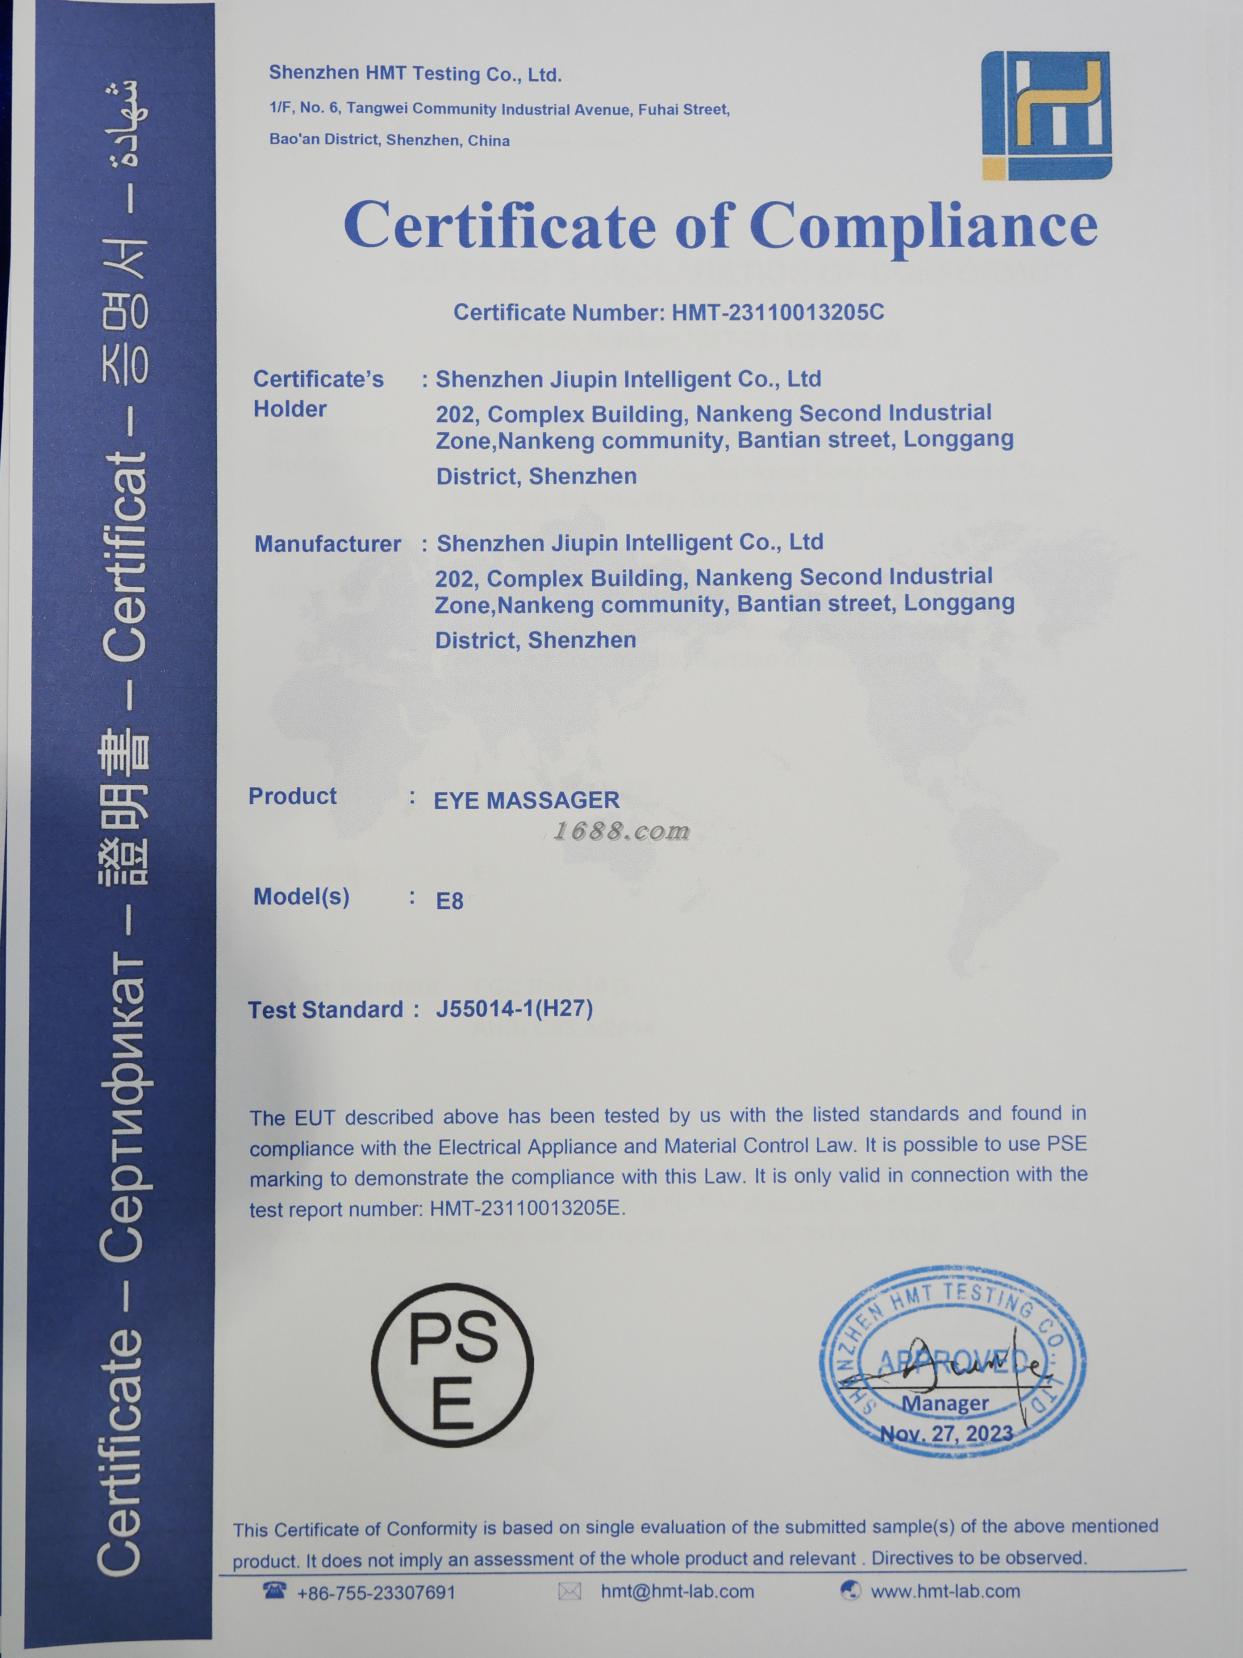 Shenzhen HMT Testing Co., Ltd.
1/F, No. 6, Tangwei Community Industrial Avenue, Fuhai Street,
Bao'an District, Shenzhen, China
Certificate of Compliance
Certificate Number: HMT-23110013205C
Certificate's : Shenzhen Jiupin Intelligent Co., Ltd
Holder
202, Complex Building, Nankeng Second Industrial
Zone,Nankeng community, Bantian street, Longgang
District, Shenzhen
Manufacturer : Shenzhen Jiupin Intelligent Co., Ltd
202, Complex Building, Nankeng Second Industrial
Zone,Nankeng community, Bantian street, Longgang
District, Shenzhen
Product : EYE MASSAGER
1688.com
Model(s) : E8
Test Standard : J55014-1(H27)
The EUT described above has been tested by us with the listed standards and found in
compliance with the Electrical Appliance and Material Control Law. It is possible to use PSE
marking to demonstrate the compliance with this Law. It is only valid in connection with the
test report number: HMT-23110013205E.
PS
E
SHENZHEN HMT TESTING CO., LTD
APPROVED
Manager
Nov. 27, 2023
This Certificate of Conformity is based on single evaluation of the submitted sample(s) of the above mentioned
product. It does not imply an assessment of the whole product and relevant . Directives to be observed.
+86-755-23307691 hmt@hmt-lab.com www.hmt-lab.com
Certificate – Сертификат – 證明書 – Certificat – 증명서 – شهادة